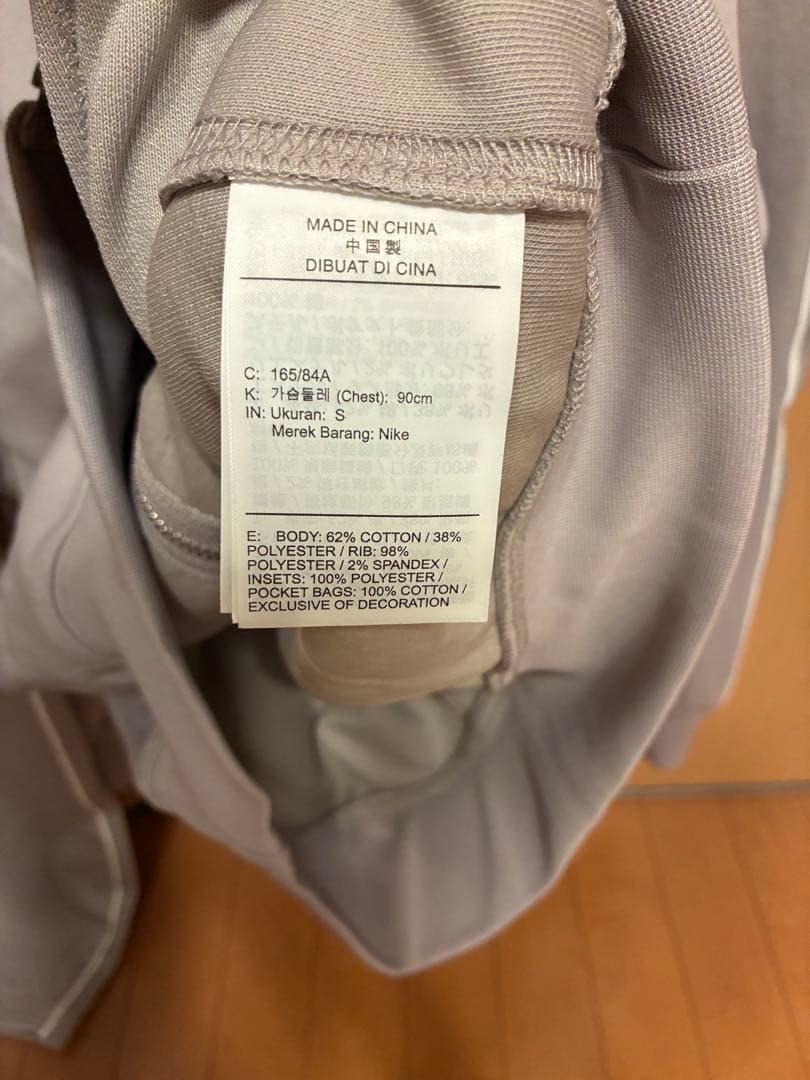 MADE IN CHINA
中国製
DIBUAT DI CINA
C: 165/84A
K: 가슴둘레 (Chest): 90cm
IN: Ukuran: S
Merek Barang: Nike
E: BODY: 62% COTTON / 38%
POLYESTER / RIB: 98%
POLYESTER / 2% SPANDEX /
INSETS: 100% POLYESTER /
POCKET BAGS: 100% COTTON /
EXCLUSIVE OF DECORATION